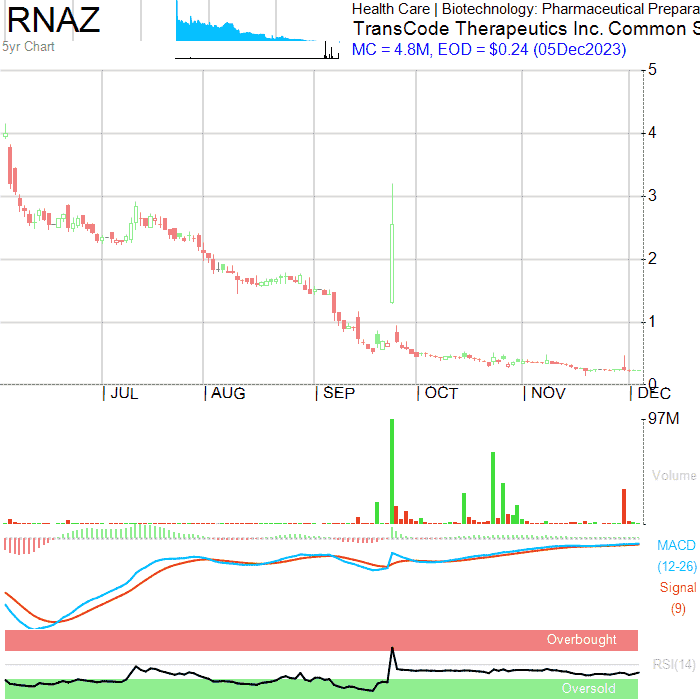 RNAZ
5yr Chart
Health Care | Biotechnology: Pharmaceutical Prepara
TransCode Therapeutics Inc. Common S
MC = 4.8M, EOD = $0.24 (05Dec2023)
5
4
3
2
1
0
JUL AUG SEP OCT NOV DEC
97M
Volume
MACD
(12-26)
Signal
(9)
Overbought
RSI(14)
Oversold